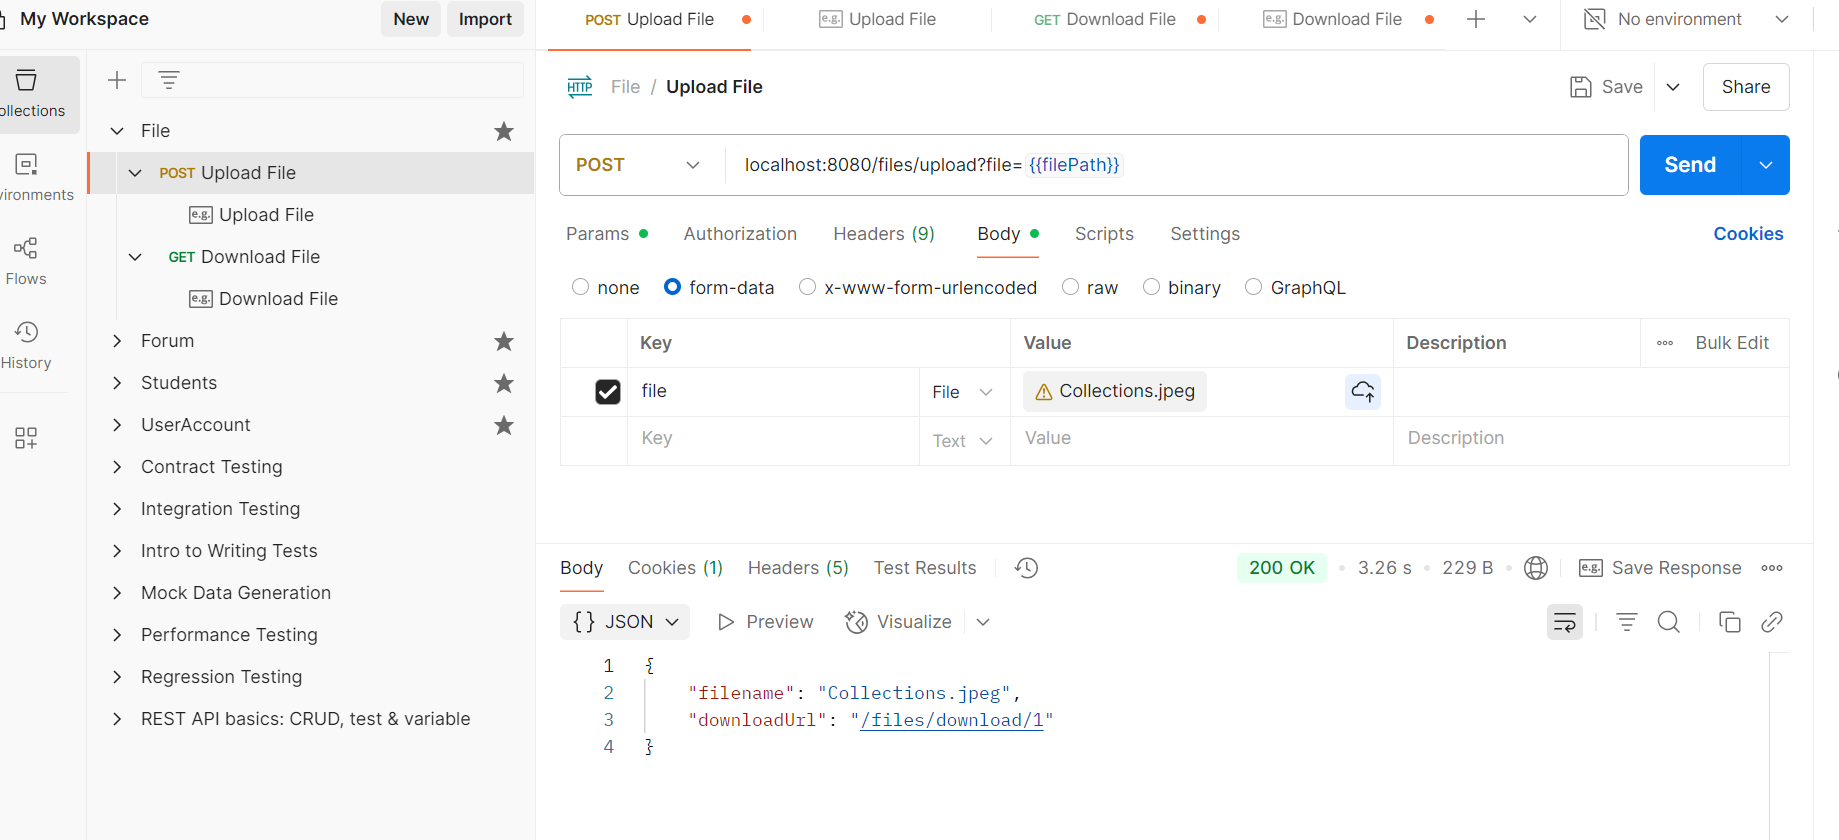 My Workspace
New
Import
POST Upload File
e.g. Upload File
GET Download File
e.g. Download File
No environment
ollections
vironments
Flows
History
File
POST Upload File
e.g. Upload File
GET Download File
e.g. Download File
Forum
Students
UserAccount
Contract Testing
Integration Testing
Intro to Writing Tests
Mock Data Generation
Performance Testing
Regression Testing
REST API basics: CRUD, test & variable
HTTP File / Upload File
Save
Share
POST
localhost:8080/files/upload?file= {{filePath}}
Send
Params
Authorization
Headers (9)
Body
Scripts
Settings
Cookies
none
form-data
x-www-form-urlencoded
raw
binary
GraphQL
Key
Value
Description
Bulk Edit
file
File
Collections.jpeg
Key
Text
Value
Description
Body
Cookies (1)
Headers (5)
Test Results
200 OK
3.26 s
229 B
e.g. Save Response
{} JSON
Preview
Visualize
1 {
2 "filename": "Collections.jpeg",
3 "downloadUrl": "/files/download/1"
4 }